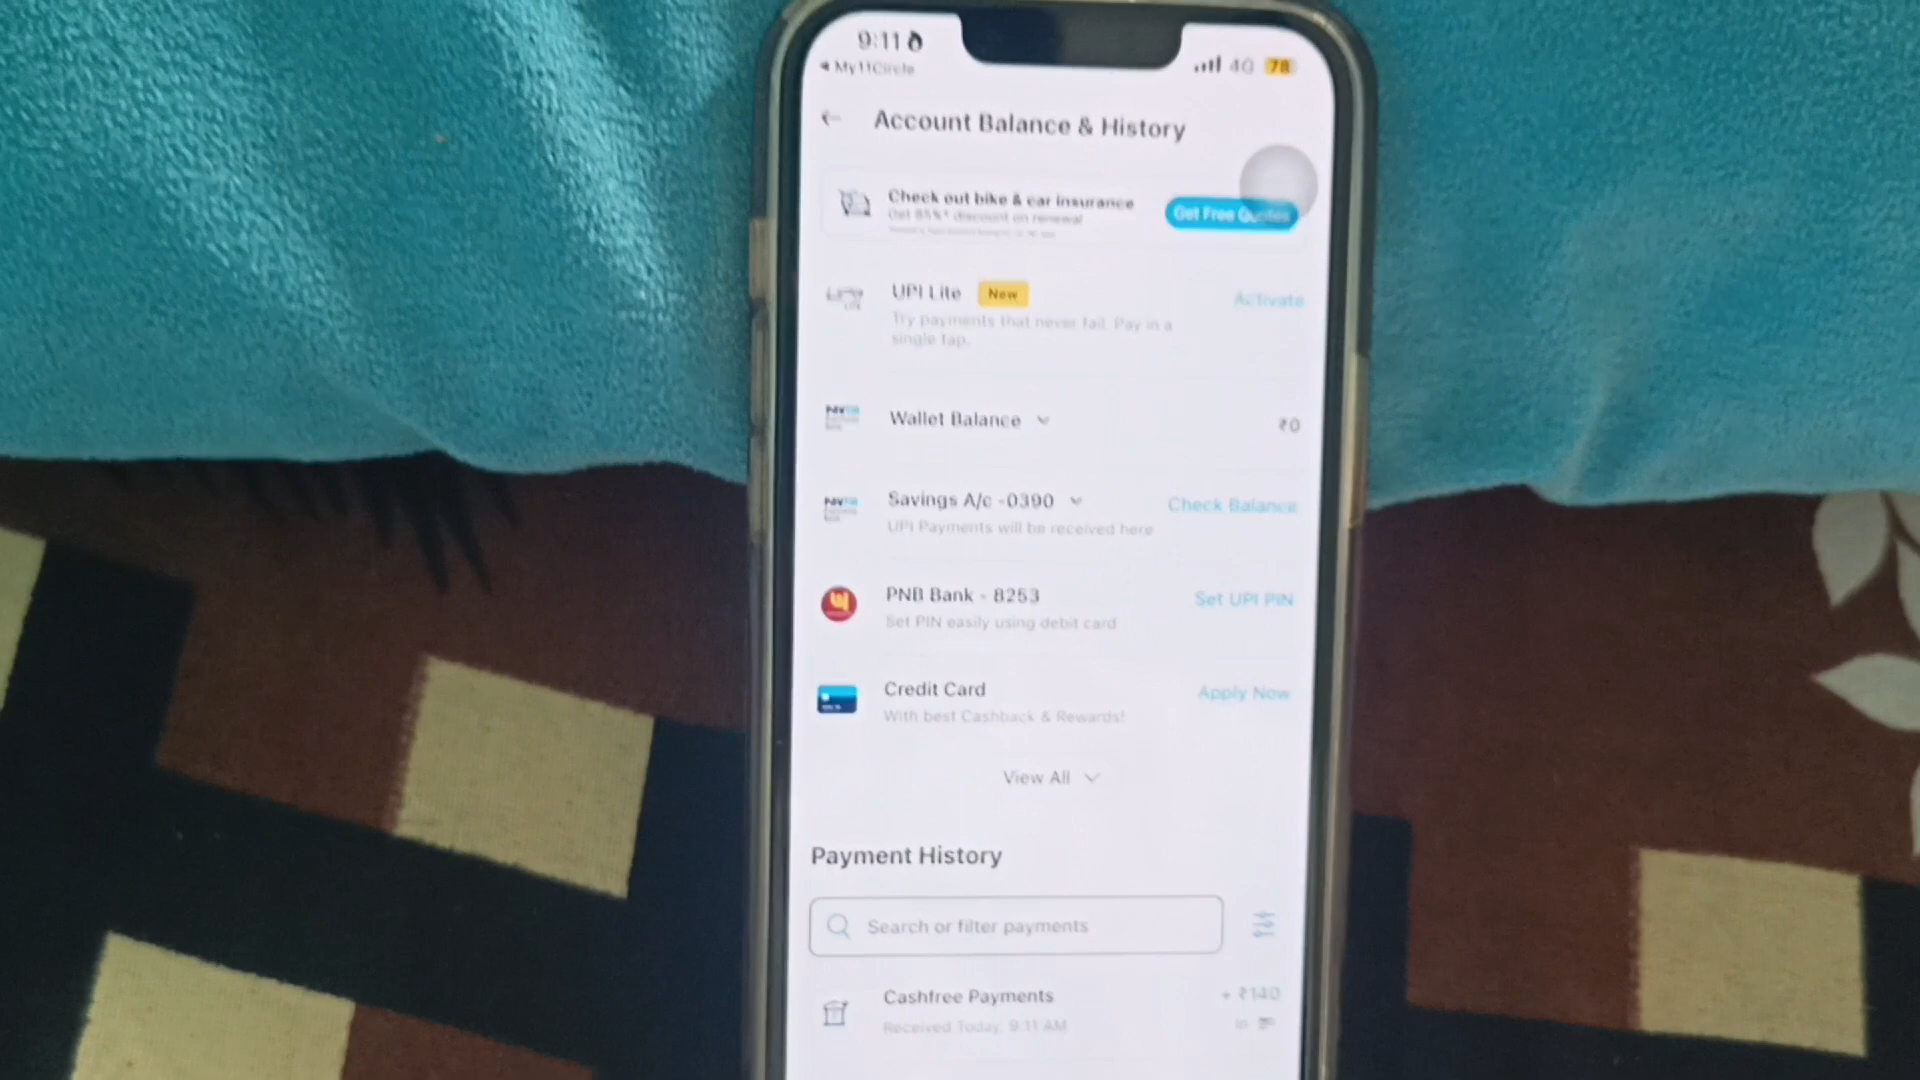 9:11
◂ My11Circle
4G 78
Account Balance & History
Check out bike & car insurance
Get 85%* discount on renewal
Get Free Quotes
UPI Lite New
Activate
Try payments that never fail. Pay in a
single tap.
Wallet Balance
₹0
Savings A/c -0390
Check Balance
UPI Payments will be received here
PNB Bank - 8253
Set UPI PIN
Set PIN easily using debit card
Credit Card
Apply Now
With best Cashback & Rewards!
View All
Payment History
Search or filter payments
Cashfree Payments
+ ₹140
Received Today, 9:11 AM
In